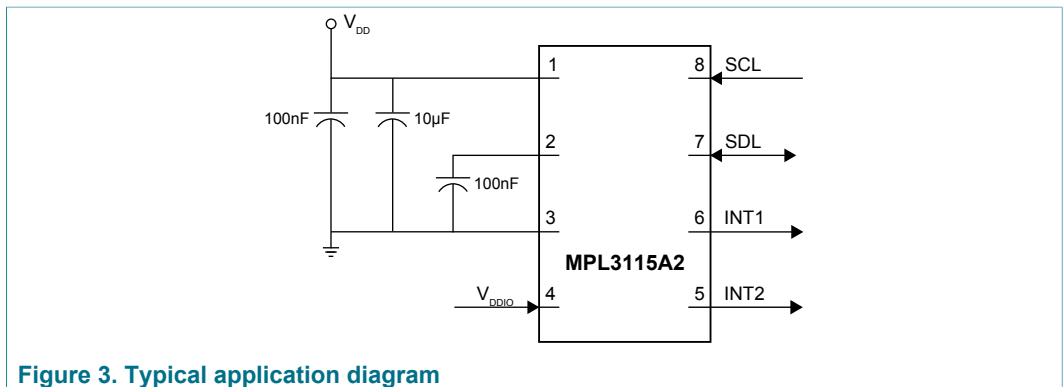 V_DD
1
8 SCL
100nF
10µF
2
7 SDL
100nF
3
6 INT1
MPL3115A2
V_DDIO
4
5 INT2
Figure 3. Typical application diagram